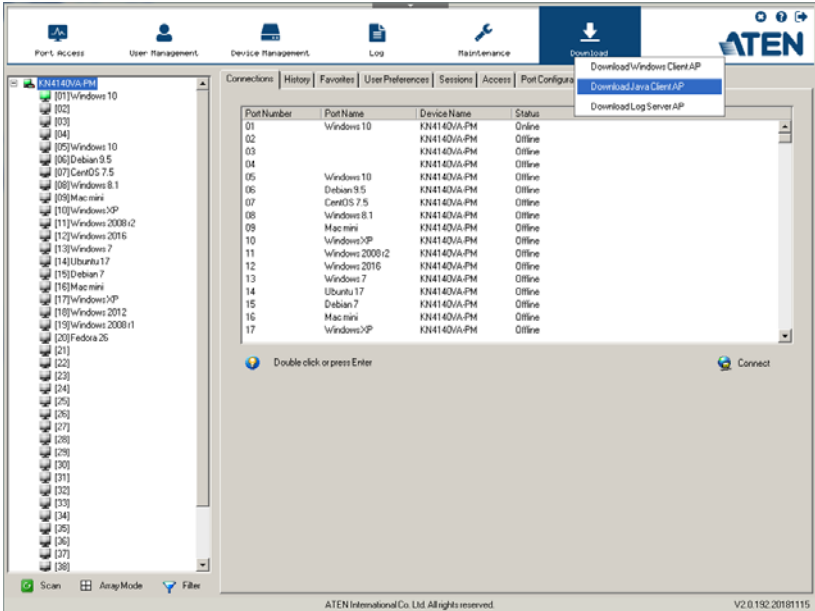 Port Access User Management Device Management Log Maintenance Download
ATEN
Download Windows Client AP
Download Java Client AP
Download Log Server AP
KN4140VA-PM
[01]Windows 10
[02]
[03]
[04]
[05]Windows 10
[06]Debian 9.5
[07]CentOS 7.5
[08]Windows 8.1
[09]Mac mini
[10]Windows XP
[11]Windows 2008 r2
[12]Windows 2016
[13]Windows 7
[14]Ubuntu 17
[15]Debian 7
[16]Mac mini
[17]Windows XP
[18]Windows 2012
[19]Windows 2008 r1
[20]Fedora 26
[21]
[22]
[23]
[24]
[25]
[26]
[27]
[28]
[29]
[30]
[31]
[32]
[33]
[34]
[35]
[36]
[37]
[38]
Scan Array Mode Filter
Connections History Favorites User Preferences Sessions Access Port Configura
Port Number Port Name Device Name Status
01 Windows 10 KN4140VA-PM Online
02 KN4140VA-PM Offline
03 KN4140VA-PM Offline
04 KN4140VA-PM Offline
05 Windows 10 KN4140VA-PM Offline
06 Debian 9.5 KN4140VA-PM Offline
07 CentOS 7.5 KN4140VA-PM Offline
08 Windows 8.1 KN4140VA-PM Offline
09 Mac mini KN4140VA-PM Offline
10 Windows XP KN4140VA-PM Offline
11 Windows 2008 r2 KN4140VA-PM Offline
12 Windows 2016 KN4140VA-PM Offline
13 Windows 7 KN4140VA-PM Offline
14 Ubuntu 17 KN4140VA-PM Offline
15 Debian 7 KN4140VA-PM Offline
16 Mac mini KN4140VA-PM Offline
17 Windows XP KN4140VA-PM Offline
Double click or press Enter Connect
ATEN International Co. Ltd. All rights reserved. V2.0.192.20181115